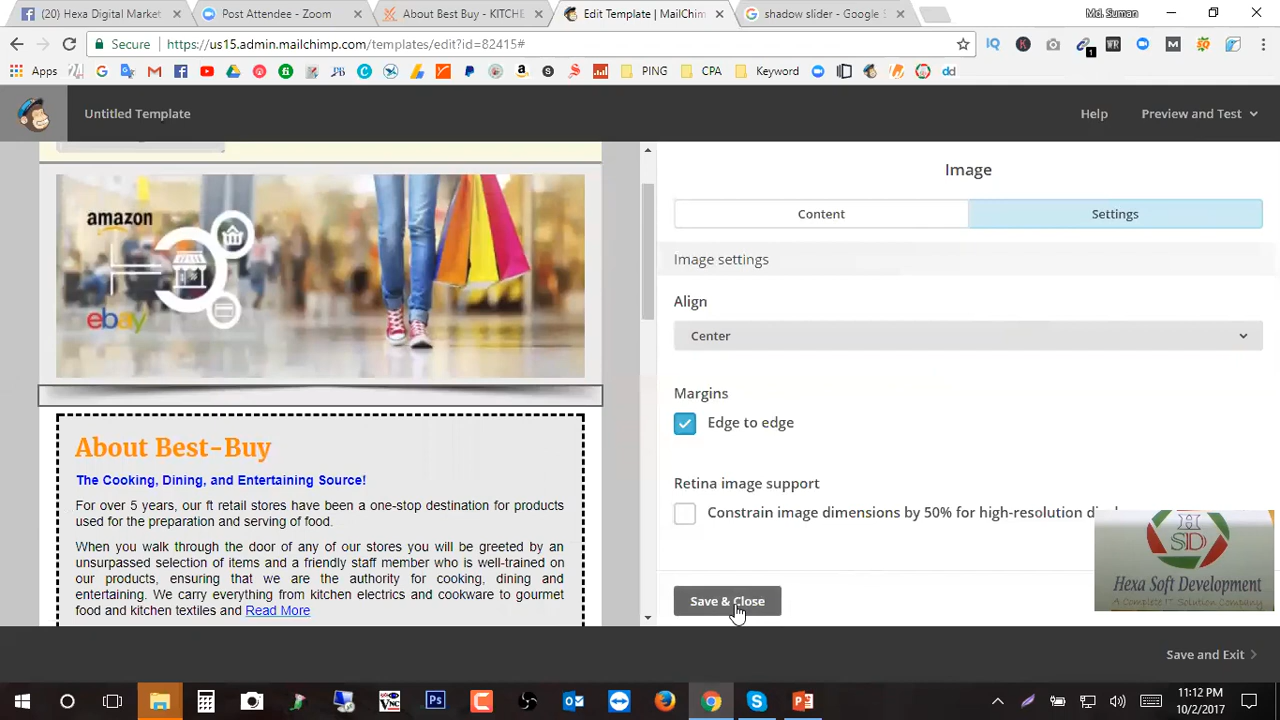 (1) Hexa Digital Market
Post Attendee - Zoom
About Best Buy - KITCHE
Edit Template | MailChim
shadow slider - Google S
Md. Suman
Secure
https://us15.admin.mailchimp.com/templates/edit?id=82415#
Apps
PING
CPA
Keyword
Untitled Template
Help
Preview and Test
amazon
ebay
About Best-Buy
The Cooking, Dining, and Entertaining Source!
For over 5 years, our ft retail stores have been a one-stop destination for products
used for the preparation and serving of food.
When you walk through the door of any of our stores you will be greeted by an
unsurpassed selection of items and a friendly staff member who is well-trained on
our products, ensuring that we are the authority for cooking, dining and
entertaining. We carry everything from kitchen electrics and cookware to gourmet
food and kitchen textiles and Read More
Image
Content
Settings
Image settings
Align
Center
Margins
Edge to edge
Retina image support
Constrain image dimensions by 50% for high-resolution
Save & Close
HSD
Hexa Soft Development
A Complete IT Solution Company
Save and Exit
11:12 PM
10/2/2017